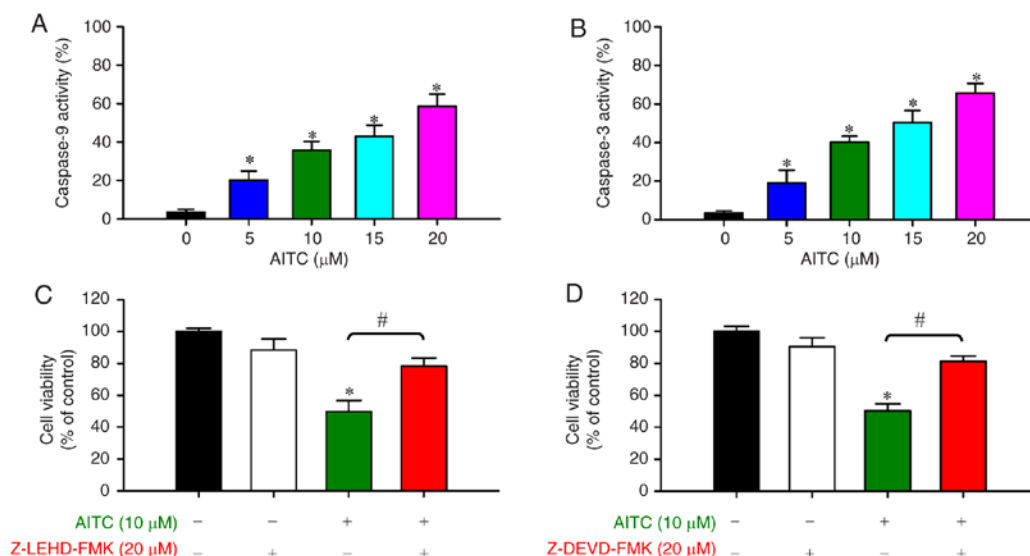 A
Caspase-9 activity (%)
100
80
60
40
20
0
* * * *
0 5 10 15 20
AITC (µM)
B
Caspase-3 activity (%)
100
80
60
40
20
0
* * * *
0 5 10 15 20
AITC (µM)
C
Cell viability
(% of control)
120
100
80
60
40
20
0
#
*
AITC (10 µM) – – + +
Z-LEHD-FMK (20 µM) – + – +
D
Cell viability
(% of control)
120
100
80
60
40
20
0
#
*
AITC (10 µM) – – + +
Z-DEVD-FMK (20 µM) – + – +